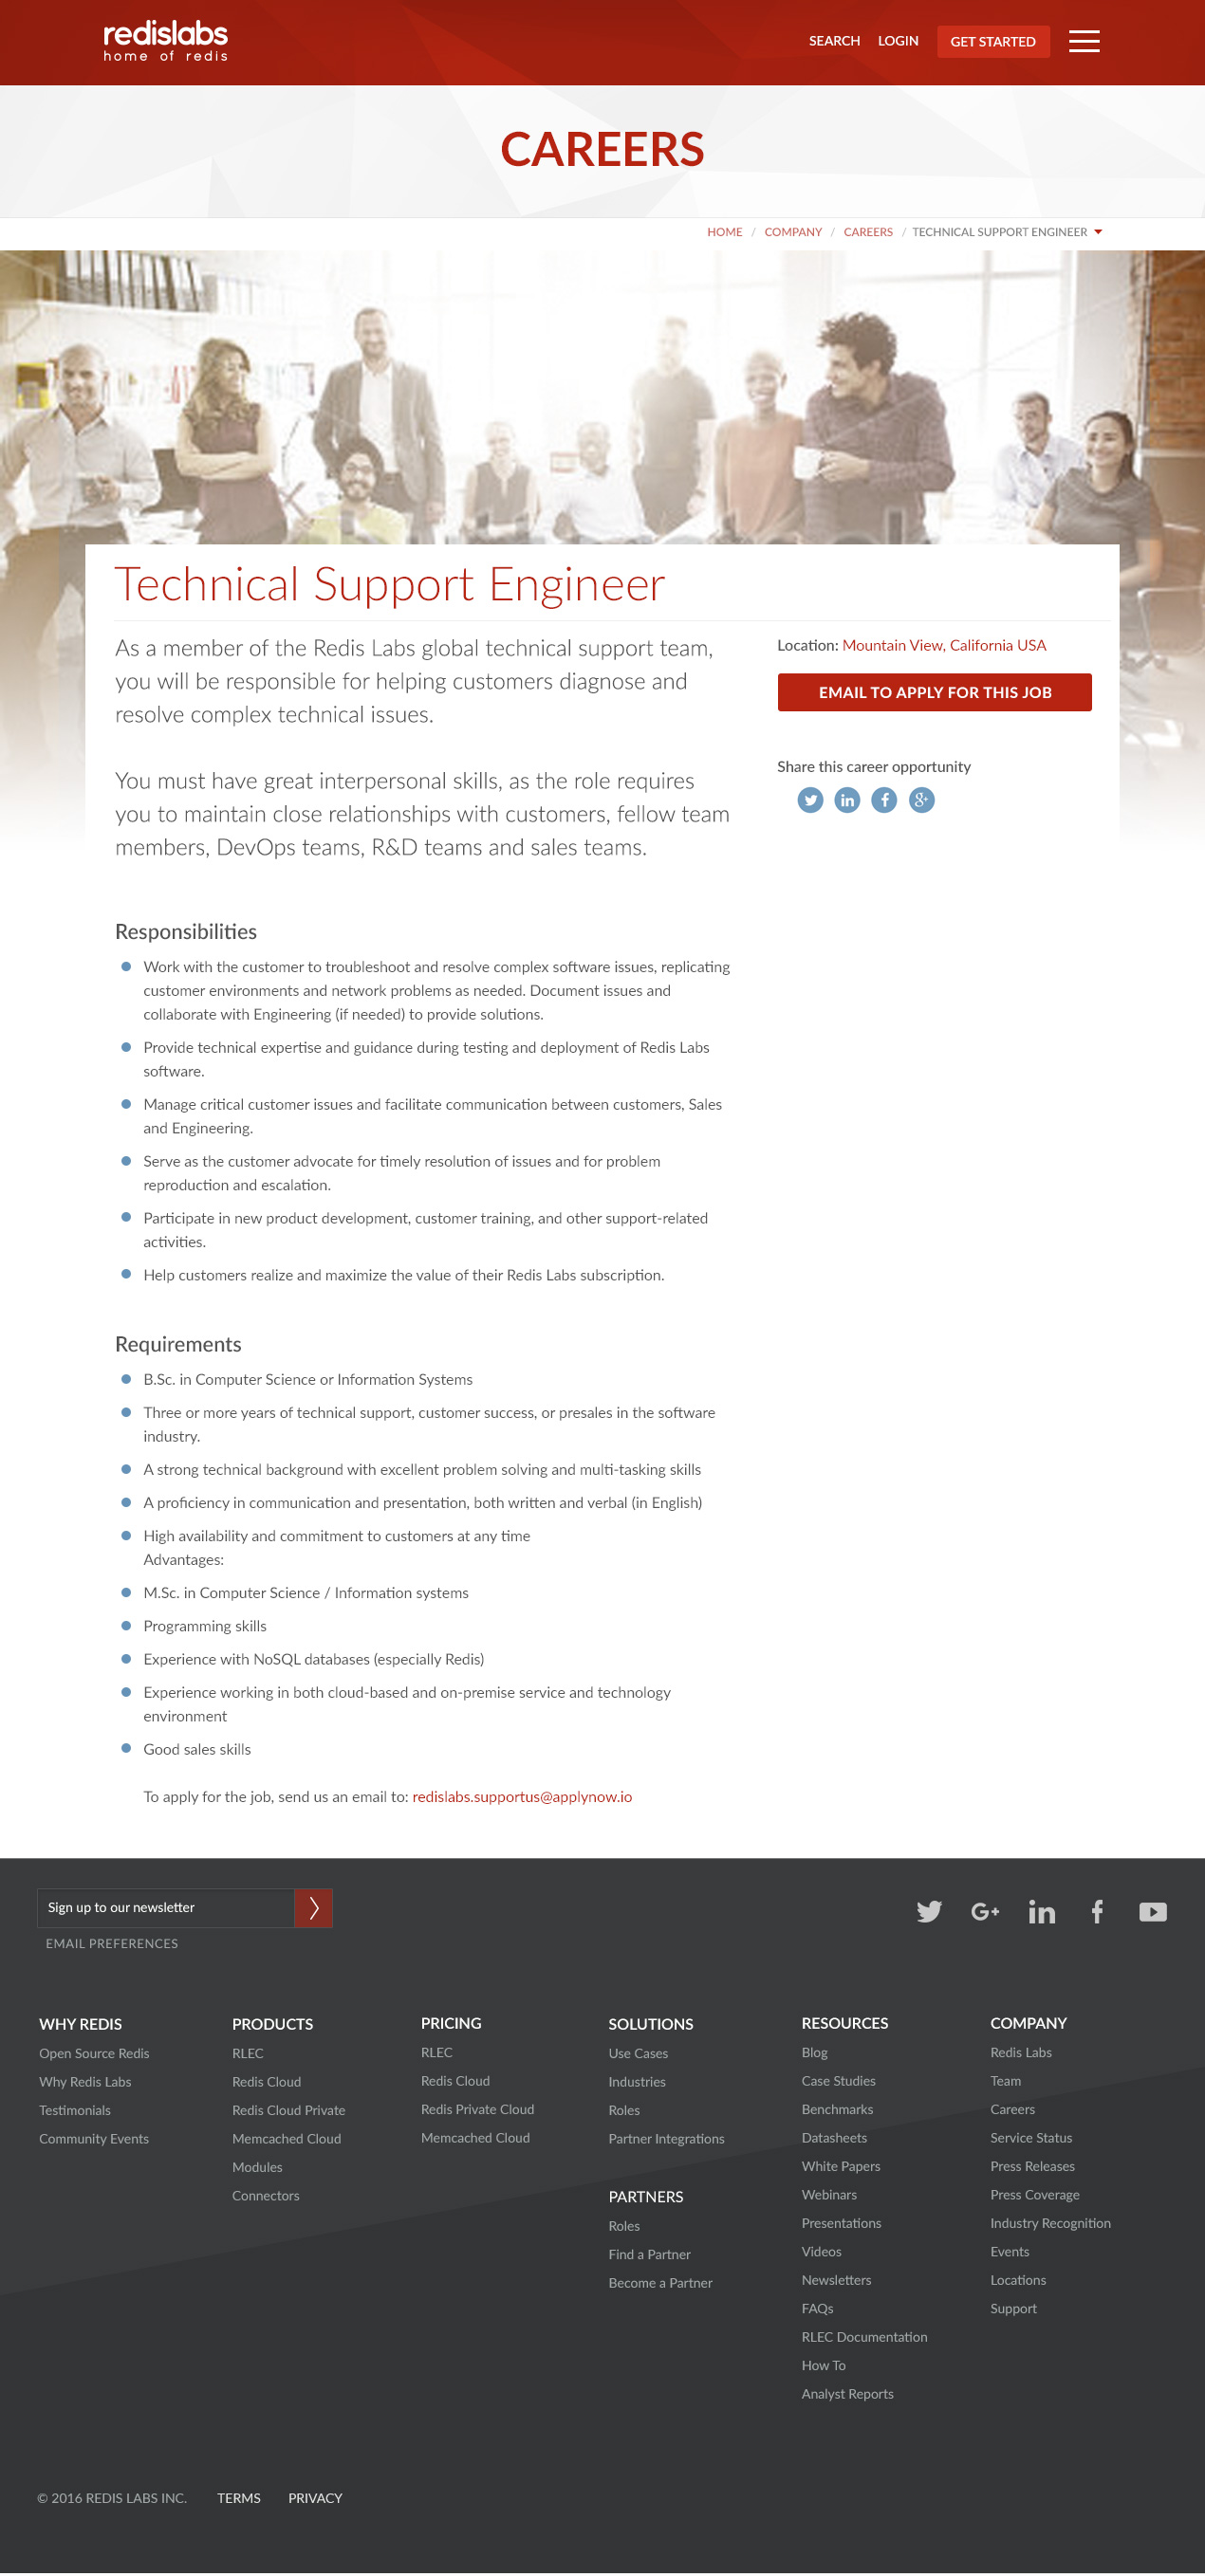 redislabs
home of redis
SEARCH LOGIN GET STARTED
CAREERS
HOME / COMPANY / CAREERS / TECHNICAL SUPPORT ENGINEER
Technical Support Engineer
As a member of the Redis Labs global technical support team,
you will be responsible for helping customers diagnose and
resolve complex technical issues.
You must have great interpersonal skills, as the role requires
you to maintain close relationships with customers, fellow team
members, DevOps teams, R&D teams and sales teams.
Location: Mountain View, California USA
EMAIL TO APPLY FOR THIS JOB
Share this career opportunity
Responsibilities
Work with the customer to troubleshoot and resolve complex software issues, replicating
customer environments and network problems as needed. Document issues and
collaborate with Engineering (if needed) to provide solutions.
Provide technical expertise and guidance during testing and deployment of Redis Labs
software.
Manage critical customer issues and facilitate communication between customers, Sales
and Engineering.
Serve as the customer advocate for timely resolution of issues and for problem
reproduction and escalation.
Participate in new product development, customer training, and other support-related
activities.
Help customers realize and maximize the value of their Redis Labs subscription.
Requirements
B.Sc. in Computer Science or Information Systems
Three or more years of technical support, customer success, or presales in the software
industry.
A strong technical background with excellent problem solving and multi-tasking skills
A proficiency in communication and presentation, both written and verbal (in English)
High availability and commitment to customers at any time
Advantages:
M.Sc. in Computer Science / Information systems
Programming skills
Experience with NoSQL databases (especially Redis)
Experience working in both cloud-based and on-premise service and technology
environment
Good sales skills
To apply for the job, send us an email to: redislabs.supportus@applynow.io
Sign up to our newsletter
EMAIL PREFERENCES
WHY REDIS
Open Source Redis
Why Redis Labs
Testimonials
Community Events
PRODUCTS
RLEC
Redis Cloud
Redis Cloud Private
Memcached Cloud
Modules
Connectors
PRICING
RLEC
Redis Cloud
Redis Private Cloud
Memcached Cloud
SOLUTIONS
Use Cases
Industries
Roles
Partner Integrations
PARTNERS
Roles
Find a Partner
Become a Partner
RESOURCES
Blog
Case Studies
Benchmarks
Datasheets
White Papers
Webinars
Presentations
Videos
Newsletters
FAQs
RLEC Documentation
How To
Analyst Reports
COMPANY
Redis Labs
Team
Careers
Service Status
Press Releases
Press Coverage
Industry Recognition
Events
Locations
Support
© 2016 REDIS LABS INC. TERMS PRIVACY